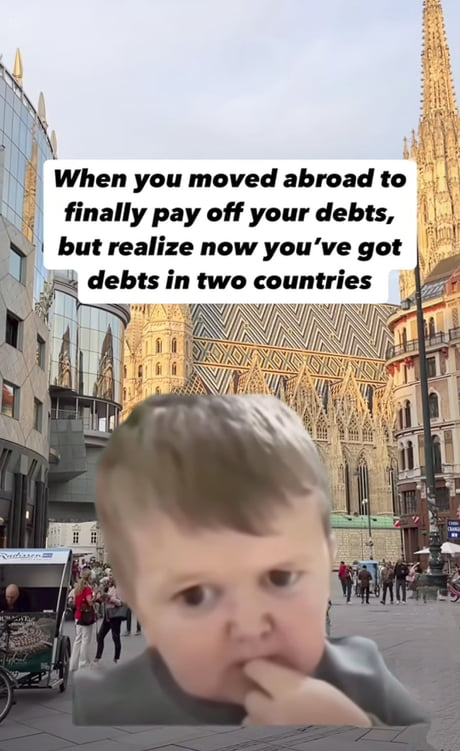 When you moved abroad to
finally pay off your debts,
but realize now you've got
debts in two countries
Radisson